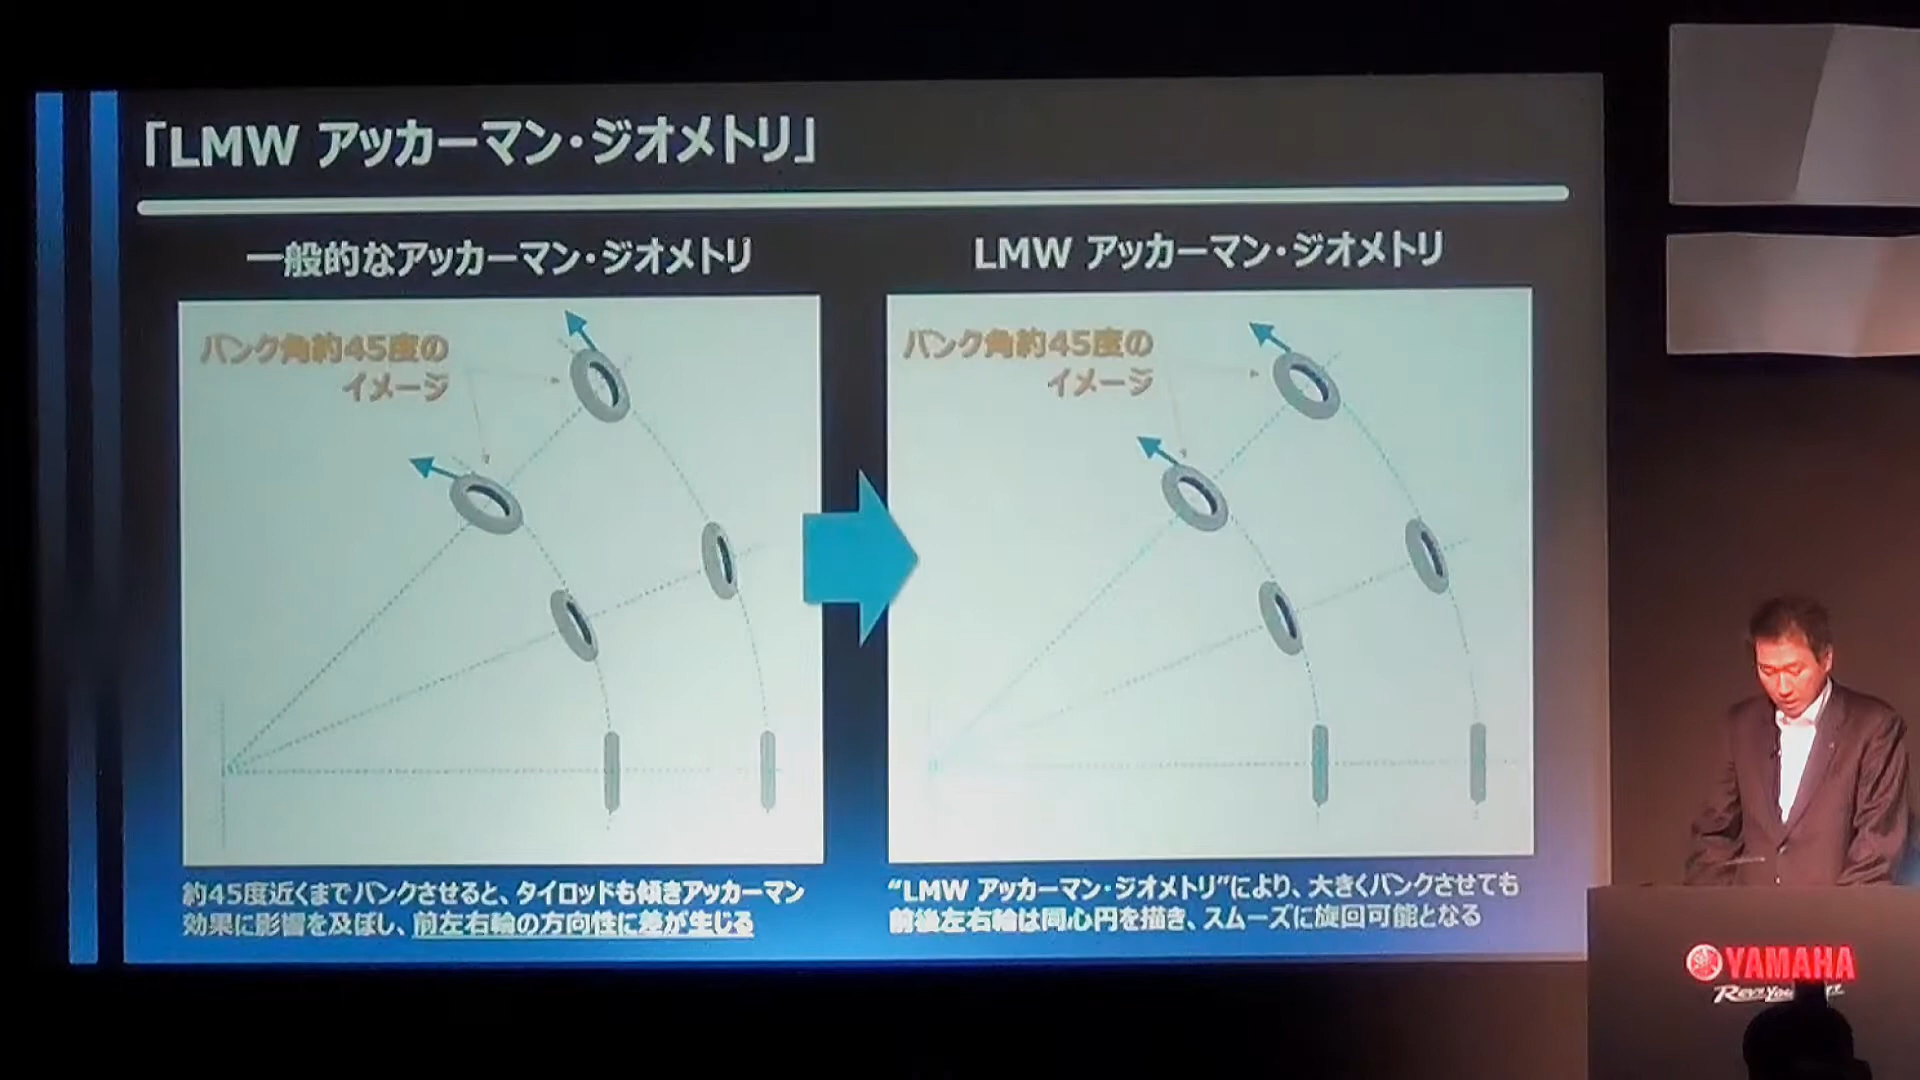 「LMW アッカーマン・ジオメトリ」
一般的なアッカーマン・ジオメトリ
バンク角約45度の
イメージ
約45度近くまでバンクさせると、タイロッドも傾きアッカーマン
効果に影響を及ぼし、前左右輪の方向性に差が生じる
LMW アッカーマン・ジオメトリ
バンク角約45度の
イメージ
“LMW アッカーマン・ジオメトリ”により、大きくバンクさせても
前後左右輪は同心円を描き、スムーズに旋回可能となる
YAMAHA